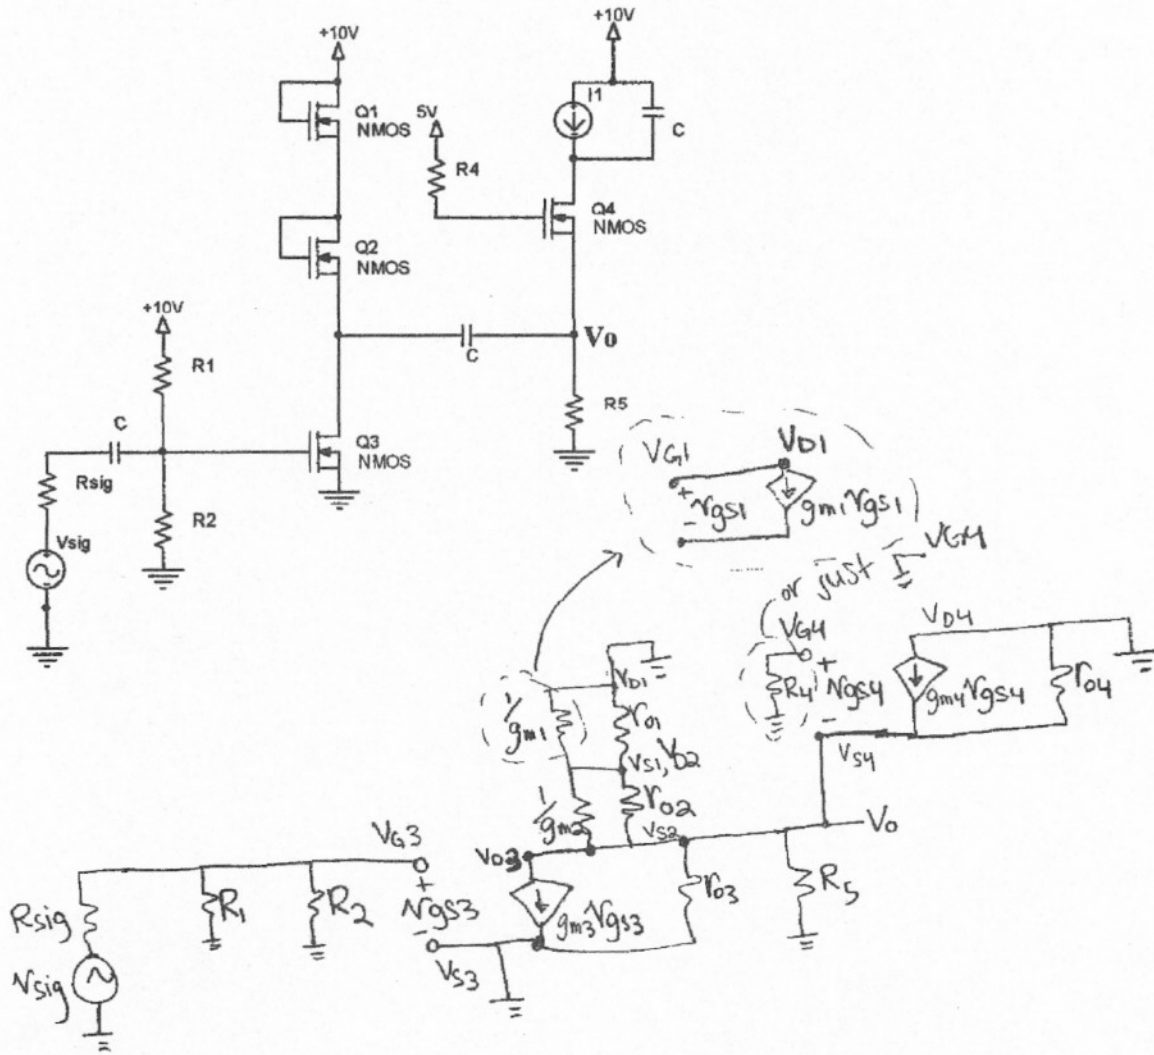 +10V
+10V
I1
C
Q1
NMOS
5V
R4
Q4
NMOS
Q2
NMOS
+10V
C
Vo
R1
R5
C
Q3
NMOS
Rsig
R2
Vsig
VG1
VD1
+
vgs1
-
gm1vgs1
or just
VG4
VG4
VD4
+
R4
vgs4
gm4vgs4
ro4
-
VS4
VD1
1/gm1
ro1
VS1, VD2
1/gm2
ro2
VS2
Vo
VG3
VD3
+
Rsig
R1
R2
vgs3
gm3vgs3
ro3
R5
-
Vsig
VS3